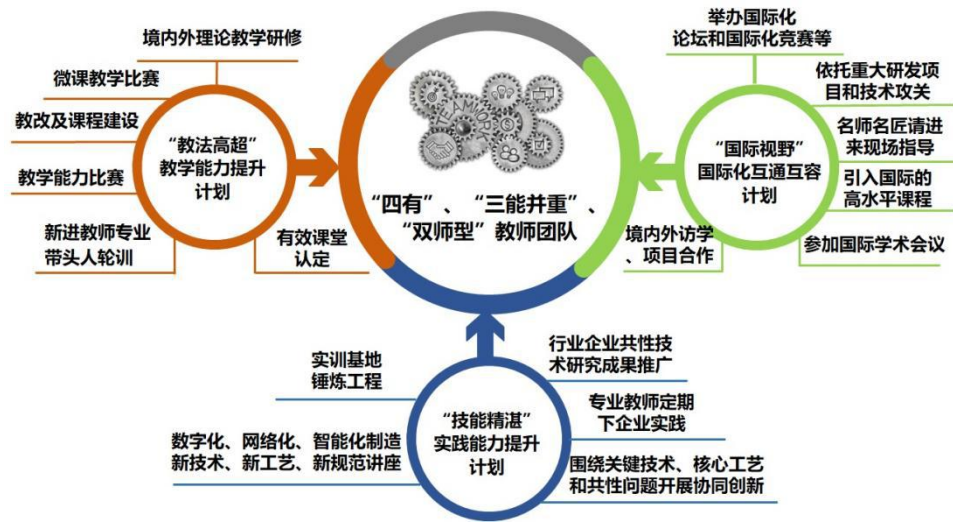 境内外理论教学研修
微课教学比赛
教改及课程建设
教学能力比赛
新进教师专业
带头人轮训
有效课堂
认定
“教法高超”
教学能力提升
计划
TEAMWORK
“四有”、“三能并重”、
“双师型”教师团队
举办国际化
论坛和国际化竞赛等
依托重大研发项
目和技术攻关
名师名匠请进
来现场指导
引入国际的
高水平课程
参加国际学术会议
境内外访学
、项目合作
“国际视野”
国际化互通互容
计划
实训基地
锤炼工程
数字化、网络化、智能化制造
新技术、新工艺、新规范讲座
“技能精湛”
实践能力提升
计划
行业企业共性技
术研究成果推广
专业教师定期
下企业实践
围绕关键技术、核心工艺
和共性问题开展协同创新